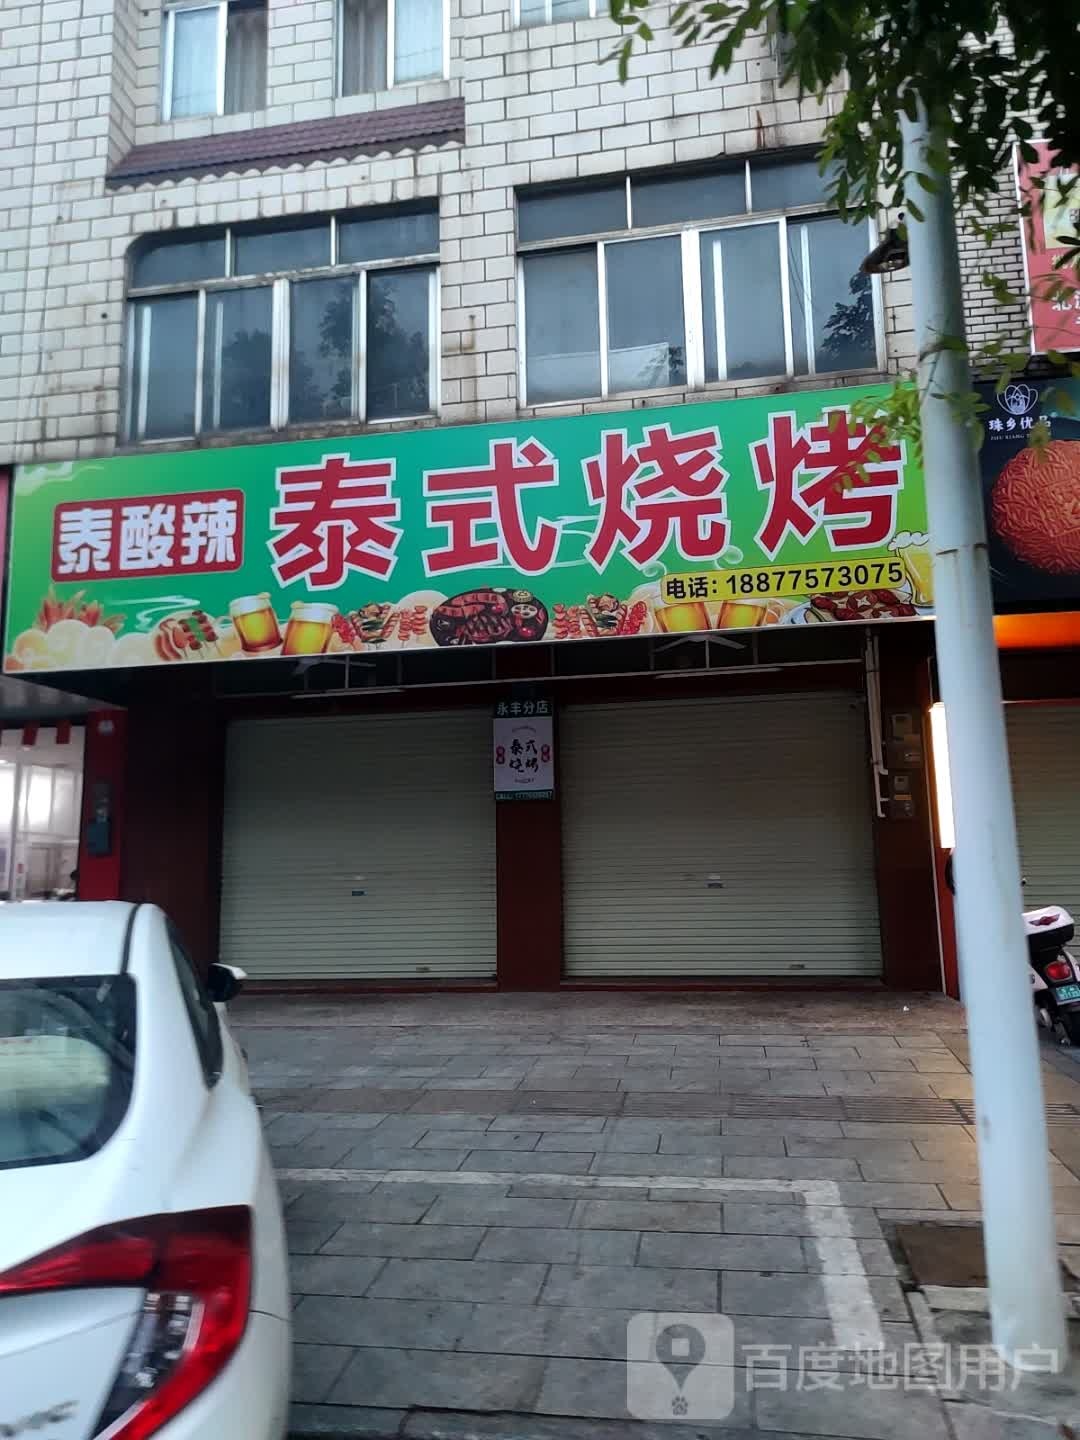 泰酸辣
泰式烧烤
电话：18877573075
永丰分店
泰式
烧烤
珠乡优品
百度地图用户